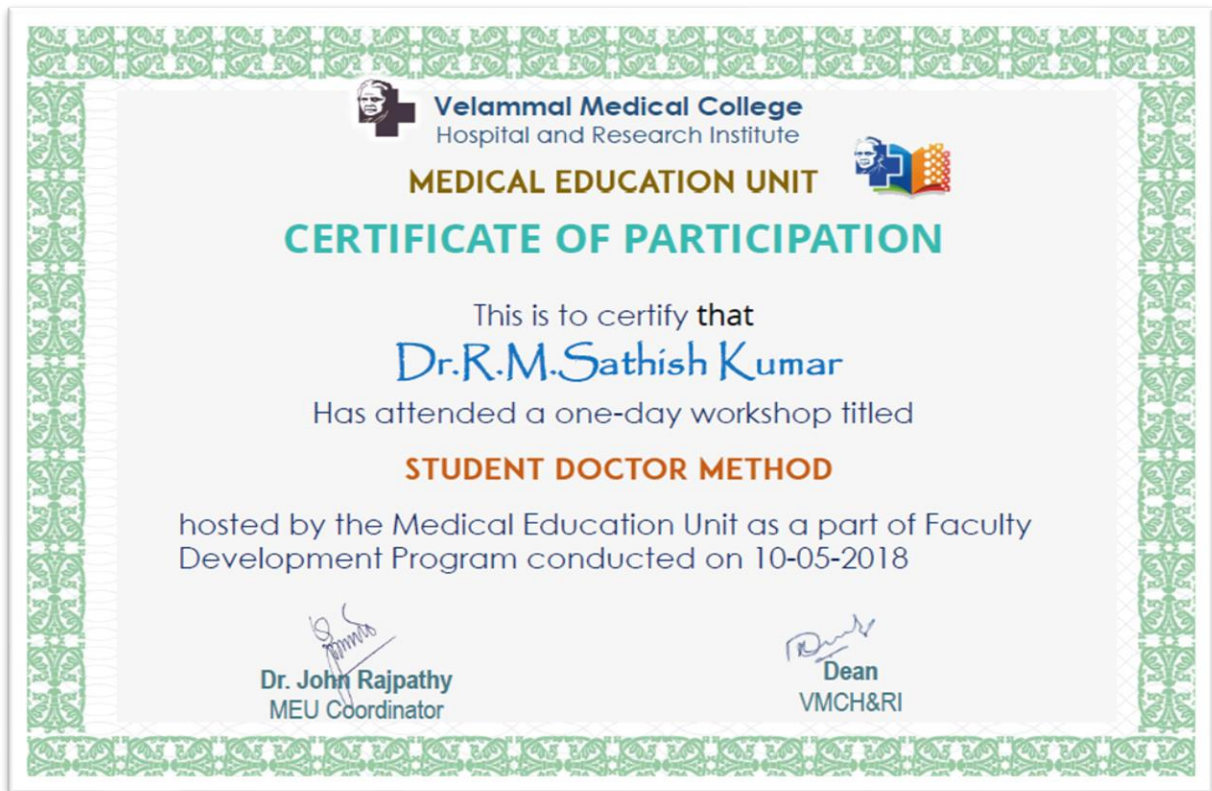 Velammal Medical College
Hospital and Research Institute
MEDICAL EDUCATION UNIT
CERTIFICATE OF PARTICIPATION
This is to certify that
Dr.R.M.Sathish Kumar
Has attended a one-day workshop titled
STUDENT DOCTOR METHOD
hosted by the Medical Education Unit as a part of Faculty
Development Program conducted on 10-05-2018
Dr. John Rajpathy
MEU Coordinator
Dean
VMCH&RI